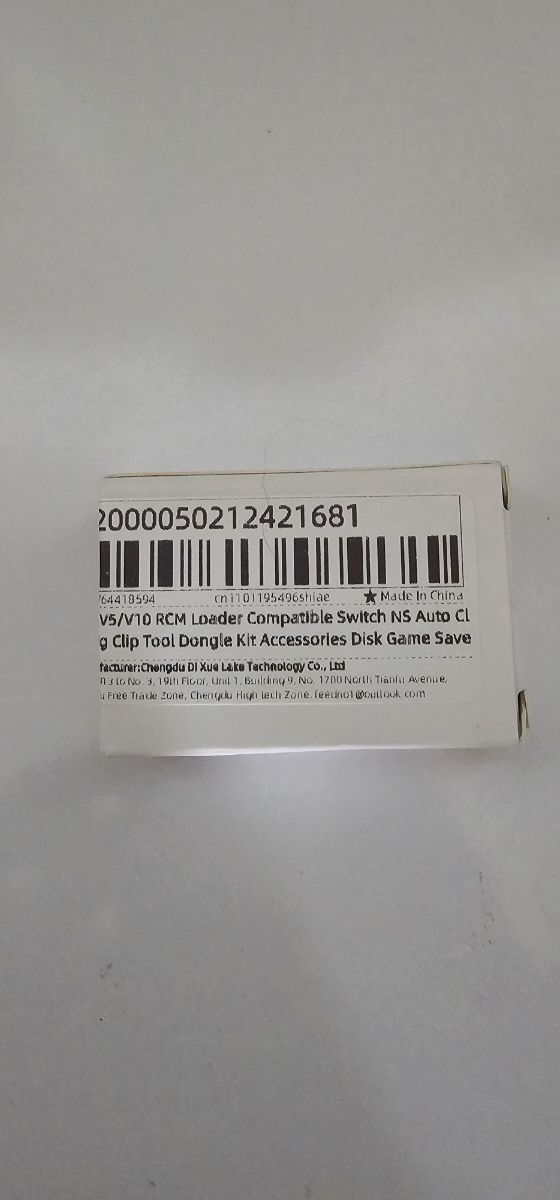 2000050212421681
764418594 cn1101195496shiae ★ Made In China
V5/V10 RCM Loader Compatible Switch NS Auto Cl
g Clip Tool Dongle Kit Accessories Disk Game Save
facturer:Chengdu Di Xue Lake Technology Co., Ltd
to No. 3, 19th Floor, Unit 1, Building 9, No. 1700 North Tianfu Avenue,
u Free Trade Zone, Chengdu High tech Zone, feedno1@outlook.com